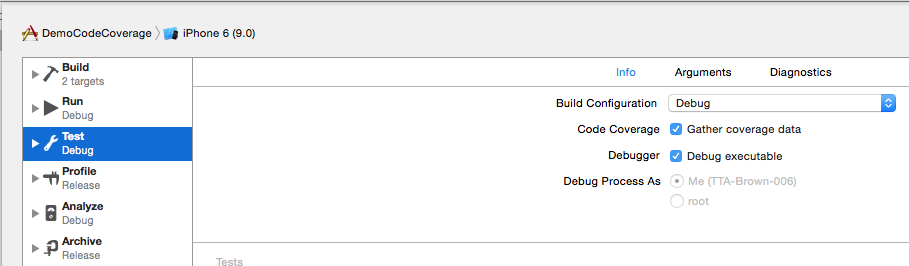 DemoCodeCoverage iPhone 6 (9.0)
Build
2 targets
Run
Debug
Test
Debug
Profile
Release
Analyze
Debug
Archive
Release
Info Arguments Diagnostics
Build Configuration Debug
Code Coverage Gather coverage data
Debugger Debug executable
Debug Process As Me (TTA-Brown-006)
root
Tests